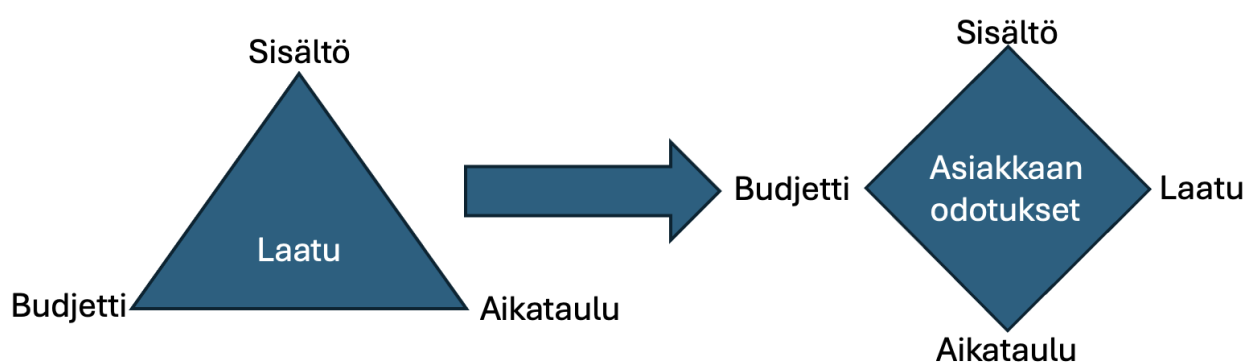 Sisältö
Laatu
Budjetti
Aikataulu
Sisältö
Budjetti
Asiakkaan
odotukset
Laatu
Aikataulu